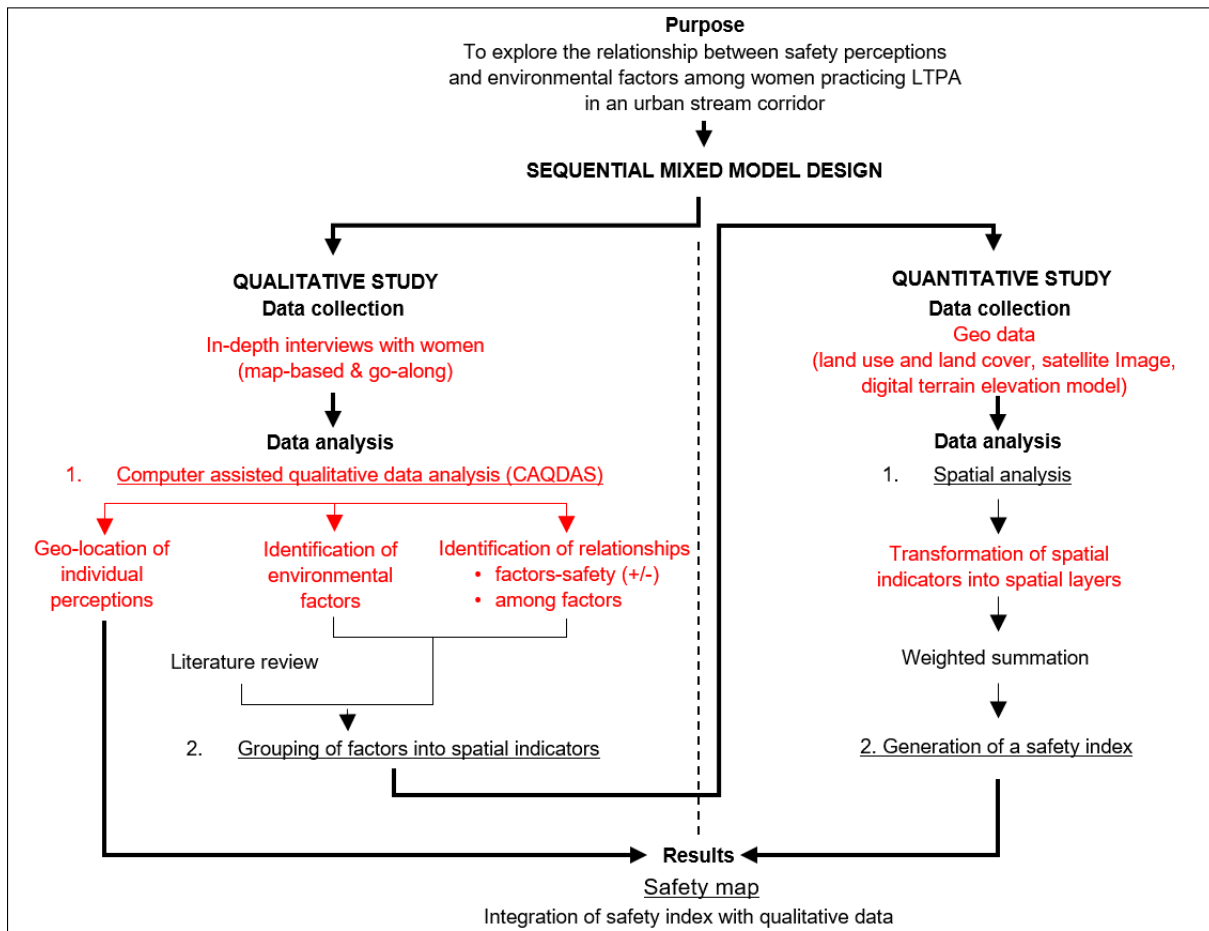 Purpose
To explore the relationship between safety perceptions
and environmental factors among women practicing LTPA
in an urban stream corridor
SEQUENTIAL MIXED MODEL DESIGN
QUALITATIVE STUDY
Data collection
In-depth interviews with women
(map-based & go-along)
Data analysis
1. Computer assisted qualitative data analysis (CAQDAS)
Geo-location of
individual
perceptions
Identification of
environmental
factors
Identification of relationships
• factors-safety (+/-)
• among factors
Literature review
2. Grouping of factors into spatial indicators
QUANTITATIVE STUDY
Data collection
Geo data
(land use and land cover, satellite Image,
digital terrain elevation model)
Data analysis
1. Spatial analysis
Transformation of spatial
indicators into spatial layers
Weighted summation
2. Generation of a safety index
Results
Safety map
Integration of safety index with qualitative data